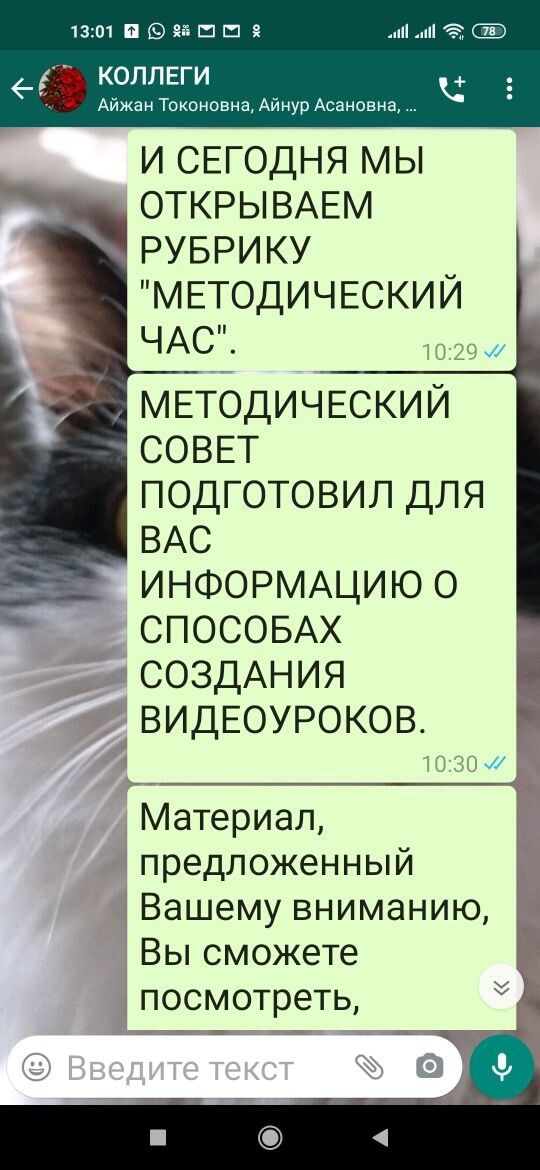 13:01
78
КОЛЛЕГИ
Айжан Токоновна, Айнур Асановна, ...
И СЕГОДНЯ МЫ
ОТКРЫВАЕМ
РУБРИКУ
"МЕТОДИЧЕСКИЙ
ЧАС".
10:29
МЕТОДИЧЕСКИЙ
СОВЕТ
ПОДГОТОВИЛ ДЛЯ
ВАС
ИНФОРМАЦИЮ О
СПОСОБАХ
СОЗДАНИЯ
ВИДЕОУРОКОВ.
10:30
Материал,
предложенный
Вашему вниманию,
Вы сможете
посмотреть,
Введите текст